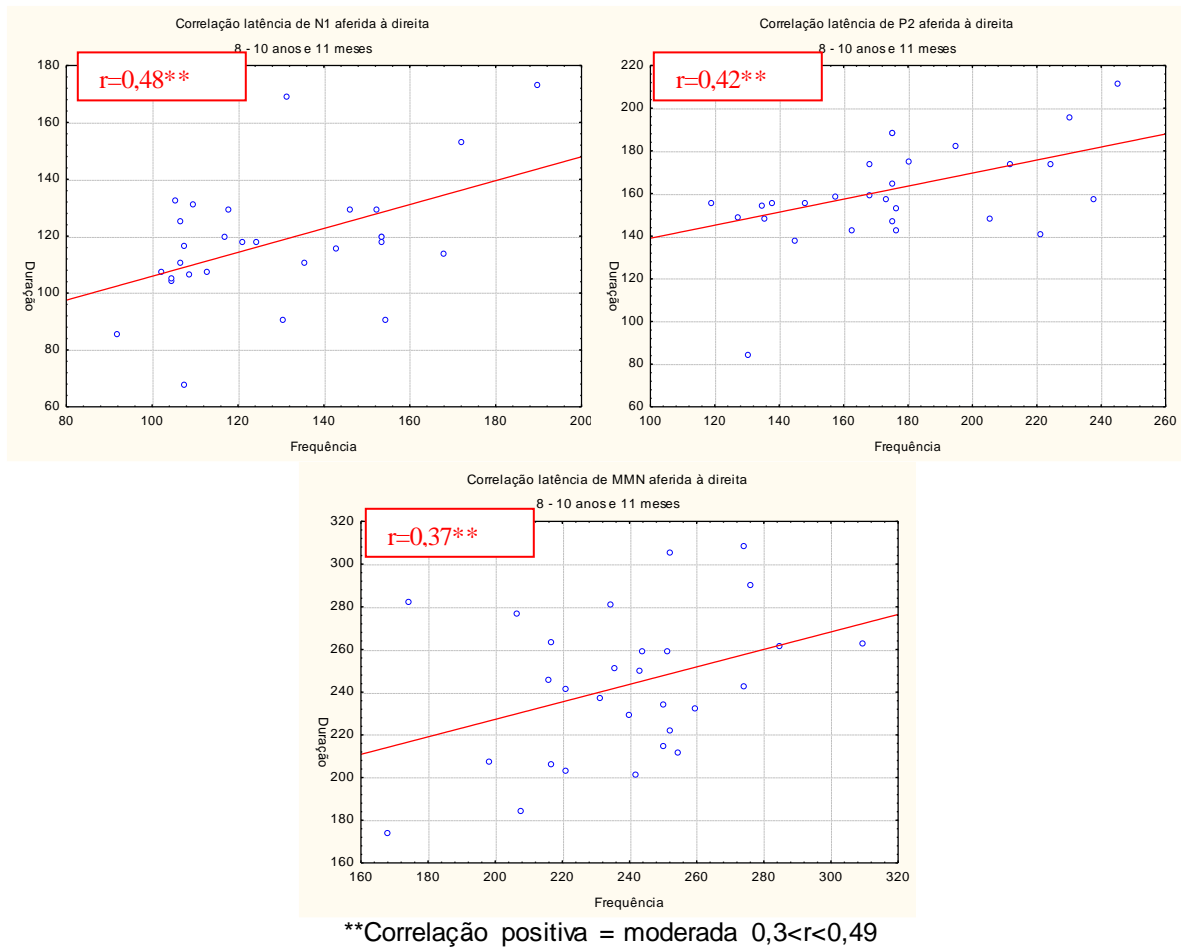 Correlação latência de N1 aferida à direita
8 - 10 anos e 11 meses
r=0,48**
180
160
140
120
100
80
60
Duração
80 100 120 140 160 180 200
Frequência
Correlação latência de P2 aferida à direita
8 - 10 anos e 11 meses
r=0,42**
220
200
180
160
140
120
100
80
60
Duração
100 120 140 160 180 200 220 240 260
Frequência
Correlação latência de MMN aferida à direita
8 - 10 anos e 11 meses
r=0,37**
320
300
280
260
240
220
200
180
160
Duração
160 180 200 220 240 260 280 300 320
Frequência
**Correlação positiva = moderada 0,3<r<0,49